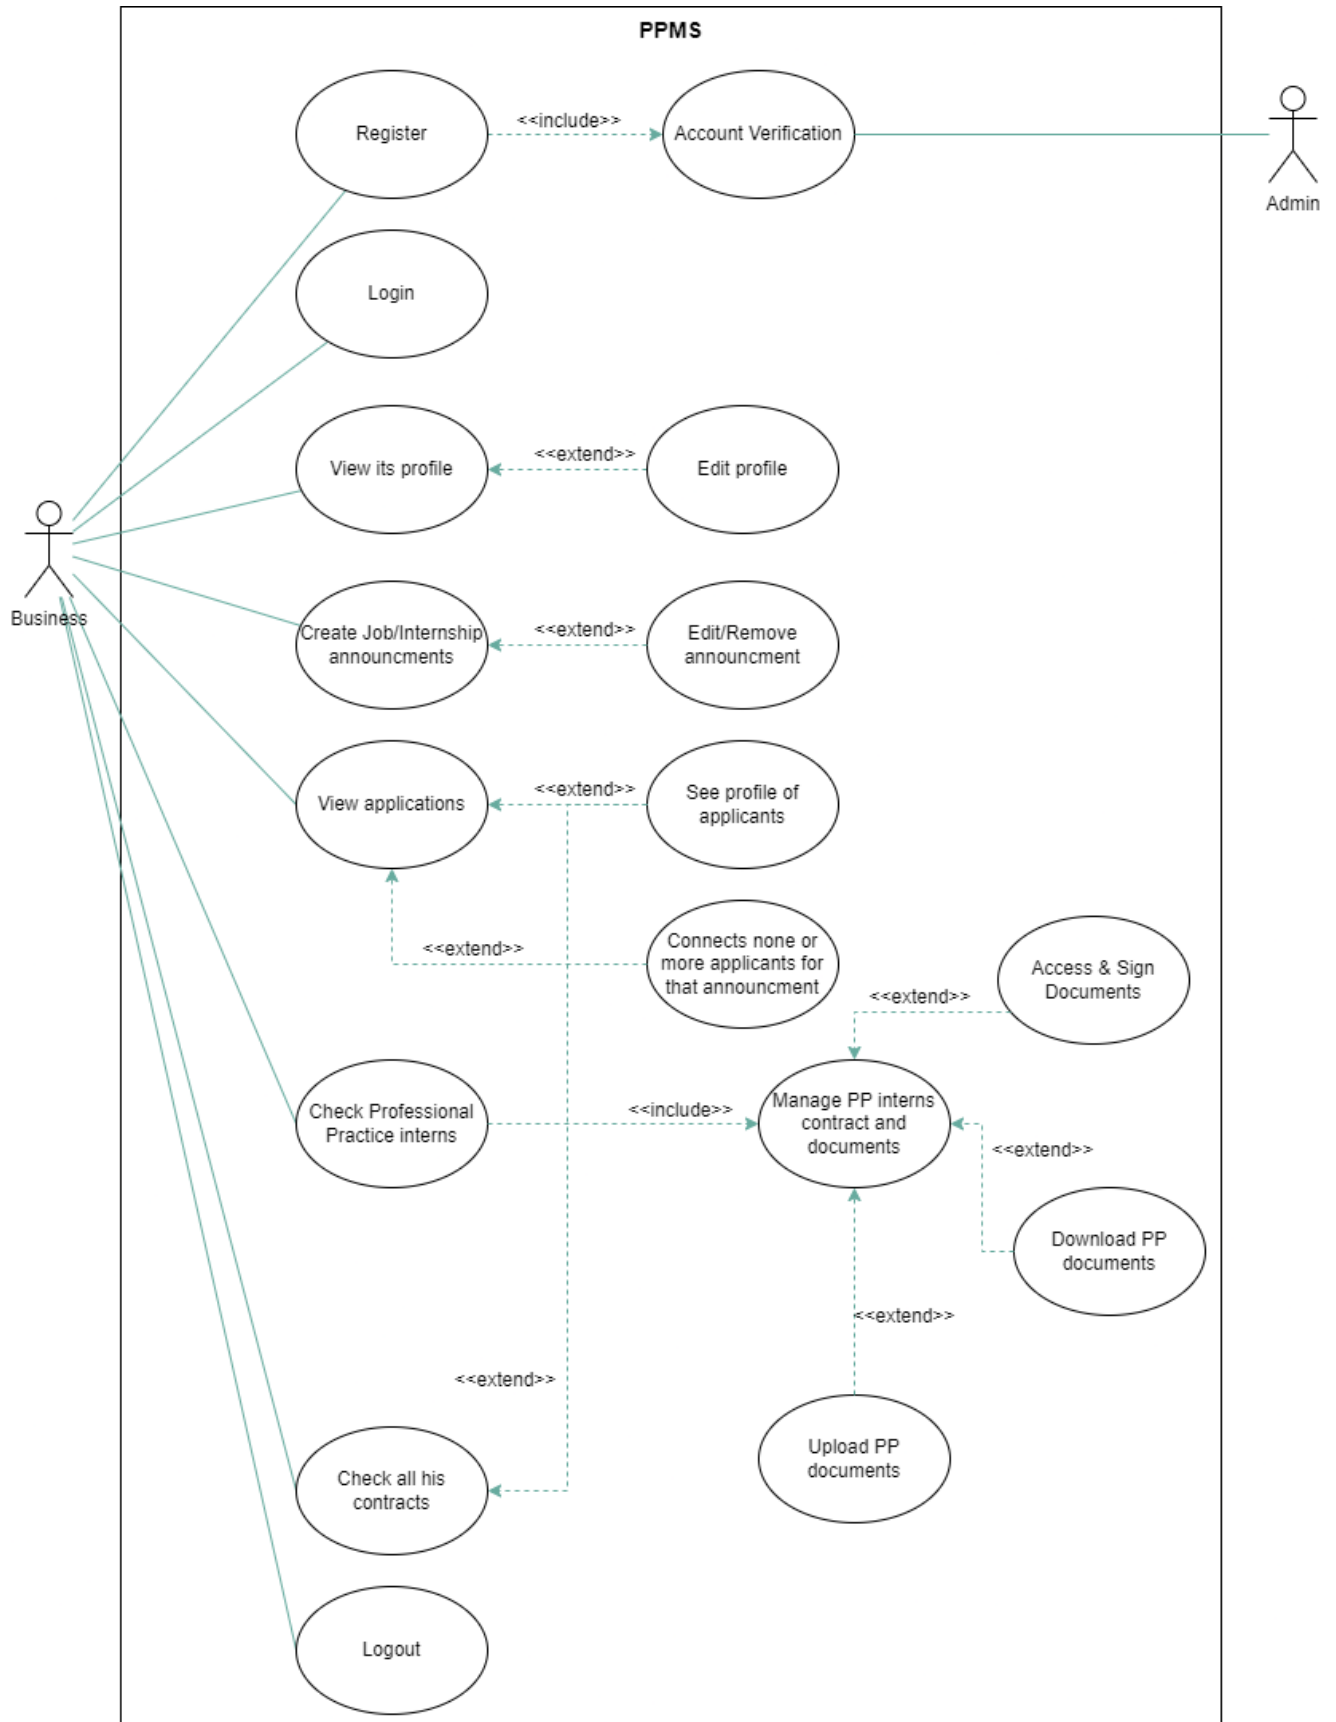 PPMS
Register
<<include>>
Account Verification
Admin
Login
View its profile
<<extend>>
Edit profile
Business
Create Job/Internship
announcments
<<extend>>
Edit/Remove
announcment
View applications
<<extend>>
See profile of
applicants
<<extend>>
Connects none or
more applicants for
that announcment
Access & Sign
Documents
<<extend>>
Check Professional
Practice interns
<<include>>
Manage PP interns
contract and
documents
<<extend>>
Download PP
documents
<<extend>>
<<extend>>
Check all his
contracts
Upload PP
documents
Logout